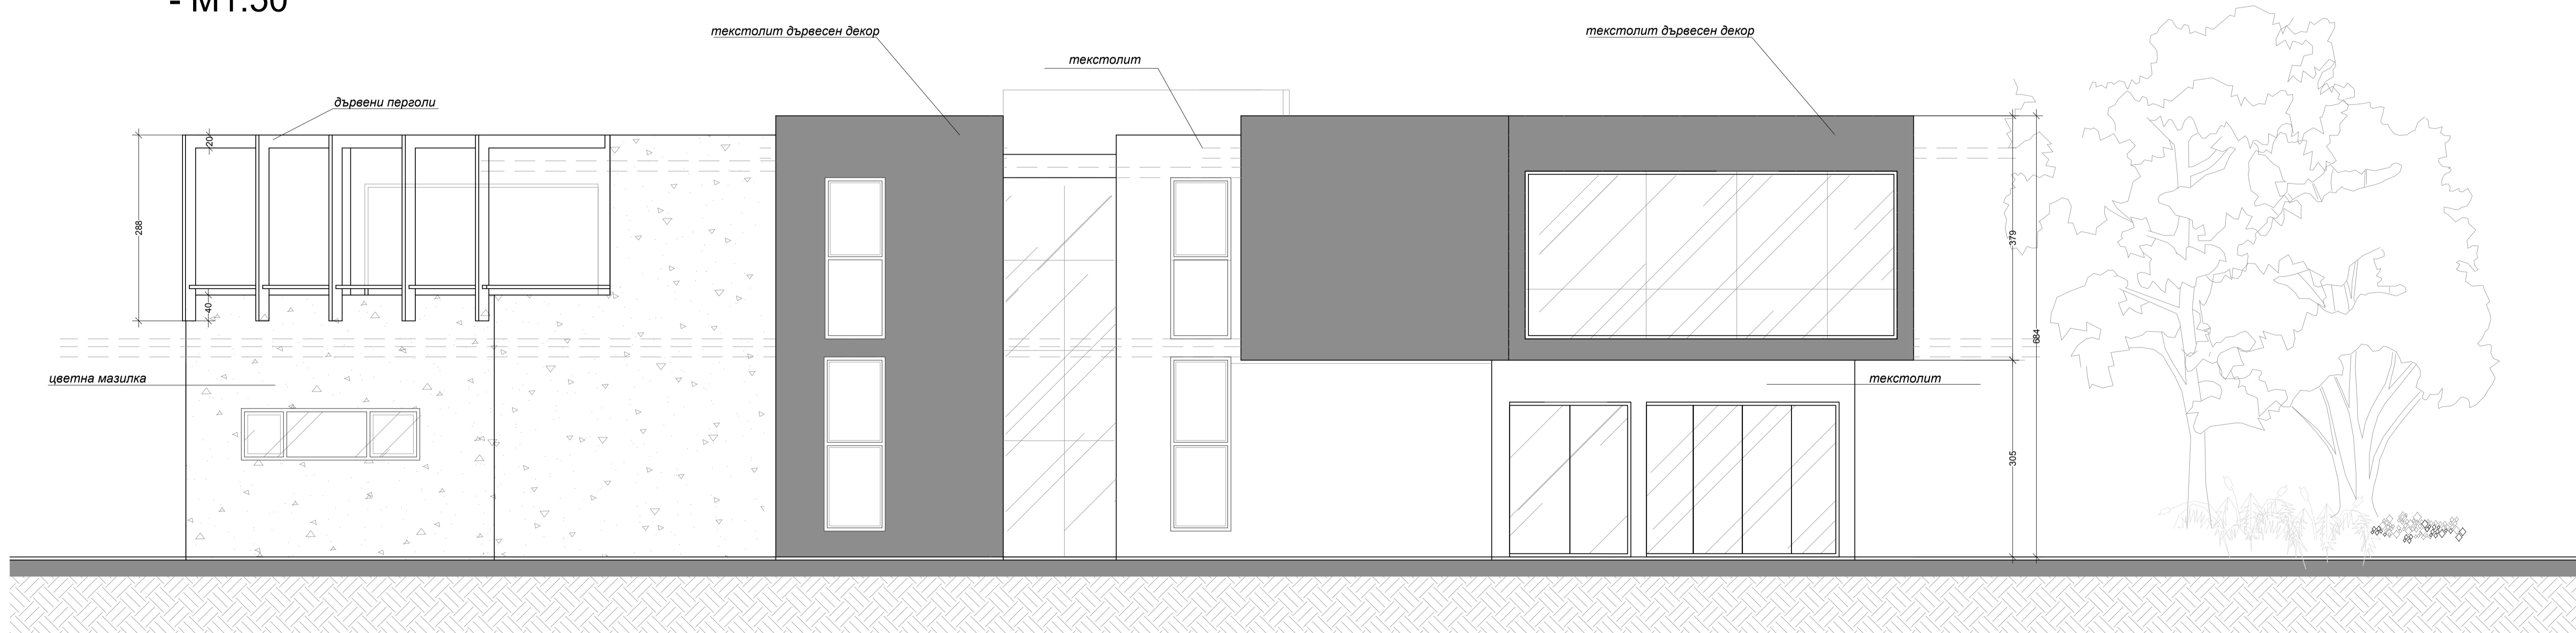 - M1:50
текстолит дървесен декор
текстолит дървесен декор
текстолит
дървени перголи
20
288
379
40
684
цветна мазилка
текстолит
305